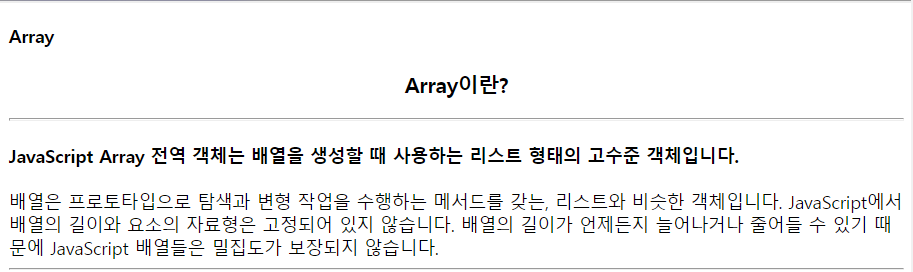 Array
Array이란?
JavaScript Array 전역 객체는 배열을 생성할 때 사용하는 리스트 형태의 고수준 객체입니다.
배열은 프로토타입으로 탐색과 변형 작업을 수행하는 메서드를 갖는, 리스트와 비슷한 객체입니다. JavaScript에서
배열의 길이와 요소의 자료형은 고정되어 있지 않습니다. 배열의 길이가 언제든지 늘어나거나 줄어들 수 있기 때
문에 JavaScript 배열들은 밀집도가 보장되지 않습니다.